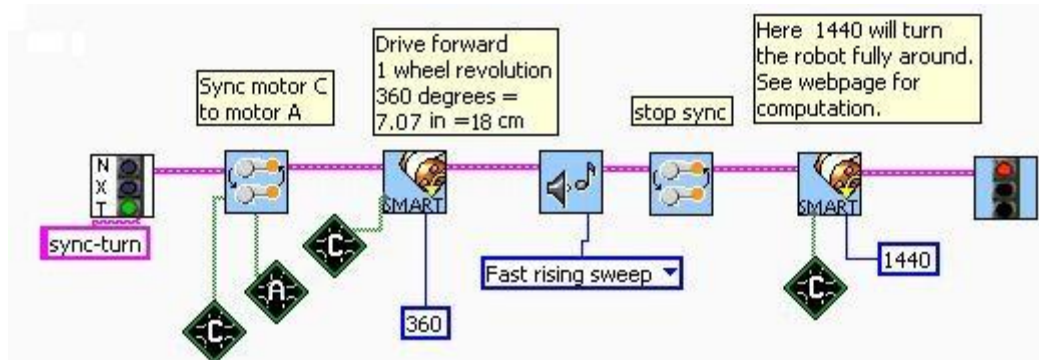 Sync motor C
to motor A
Drive forward
1 wheel revolution
360 degrees =
7.07 in =18 cm
stop sync
Here 1440 will turn
the robot fully around.
See webpage for
computation.
N
X
T
SMART
SMART
sync-turn
C
A
C
360
Fast rising sweep
C
1440